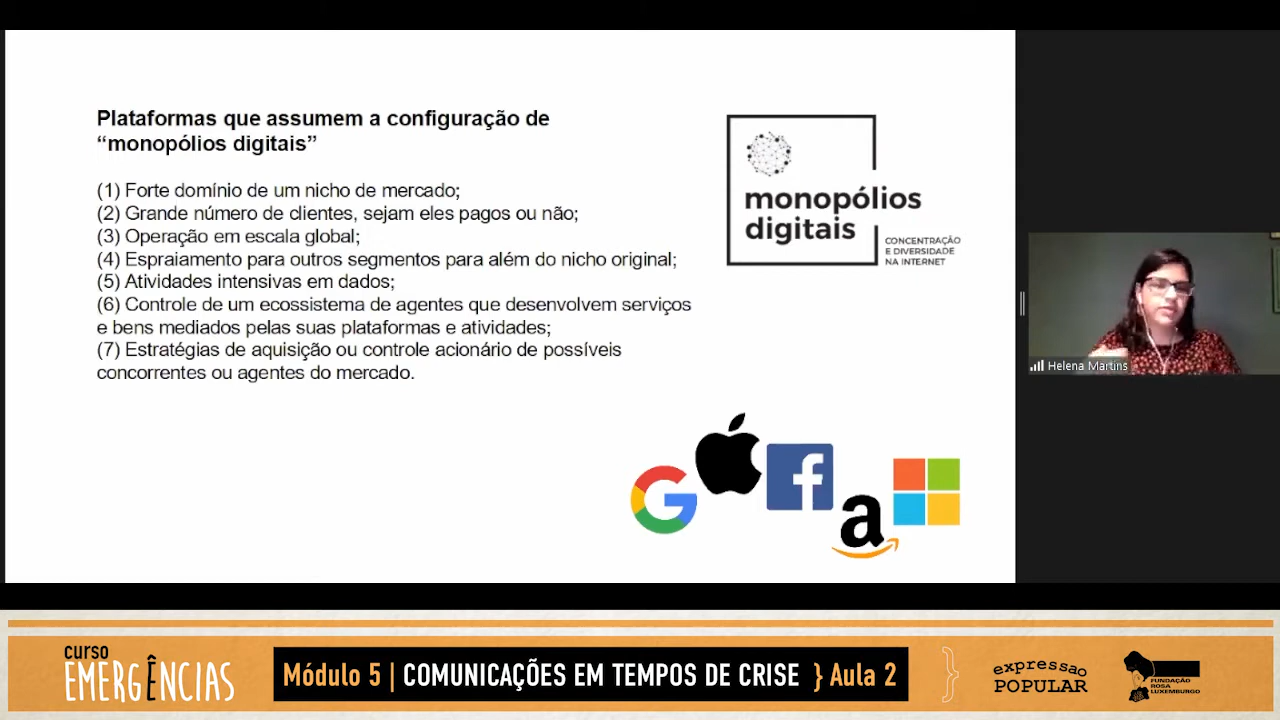 Plataformas que assumem a configuração de
“monopólios digitais”
(1) Forte domínio de um nicho de mercado;
(2) Grande número de clientes, sejam eles pagos ou não;
(3) Operação em escala global;
(4) Espraiamento para outros segmentos para além do nicho original;
(5) Atividades intensivas em dados;
(6) Controle de um ecossistema de agentes que desenvolvem serviços
e bens mediados pelas suas plataformas e atividades;
(7) Estratégias de aquisição ou controle acionário de possíveis
concorrentes ou agentes do mercado.
monopólios
digitais
CONCENTRAÇÃO
E DIVERSIDADE
NA INTERNET
Helena Martins
curso
EMERGÊNCIAS
Módulo 5 | COMUNICAÇÕES EM TEMPOS DE CRISE } Aula 2
expressao
POPULAR
FUNDAÇÃO
ROSA
LUXEMBURGO